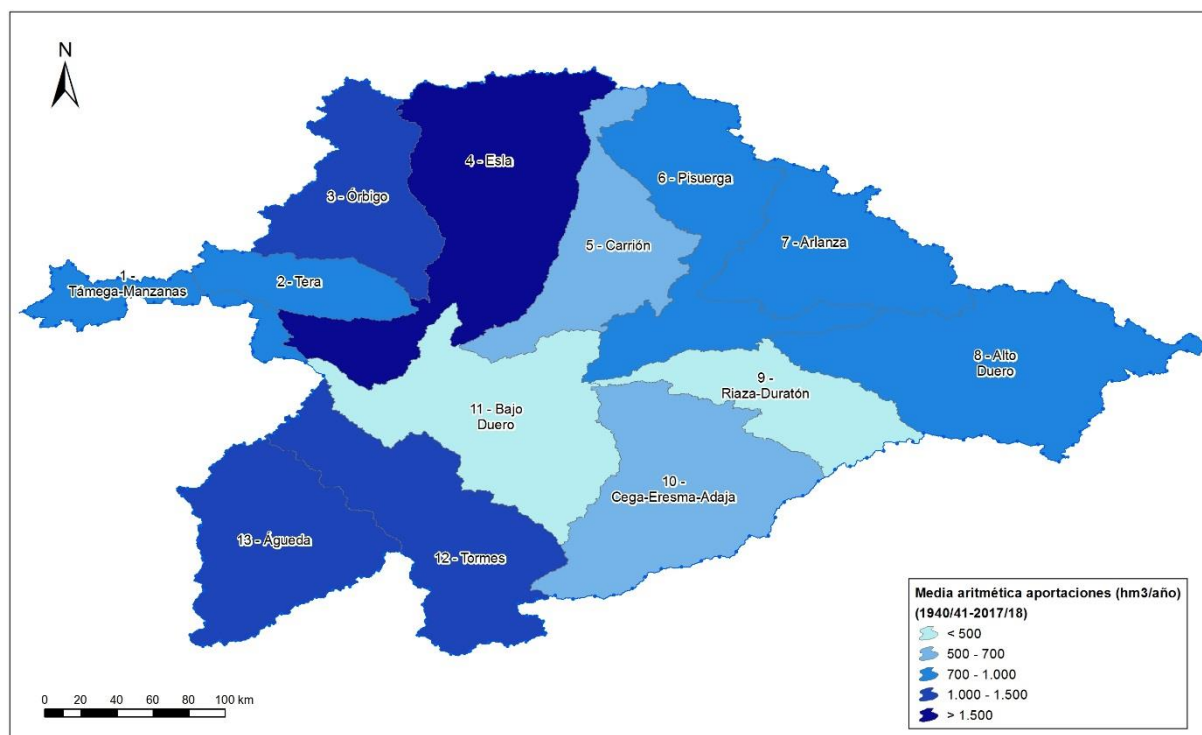 N
4 - Esla
3 - Órbigo
6 - Pisuerga
5 - Carrión
7 - Arlanza
1 -
Támega-Manzanas
2 - Tera
8 - Alto
Duero
9 -
Riaza-Duratón
11 - Bajo
Duero
10 -
Cega-Eresma-Adaja
13 - Águeda
12 - Tormes
Media aritmética aportaciones (hm3/año)
(1940/41-2017/18)
< 500
500 - 700
700 - 1.000
1.000 - 1.500
> 1.500
0 20 40 60 80 100 km